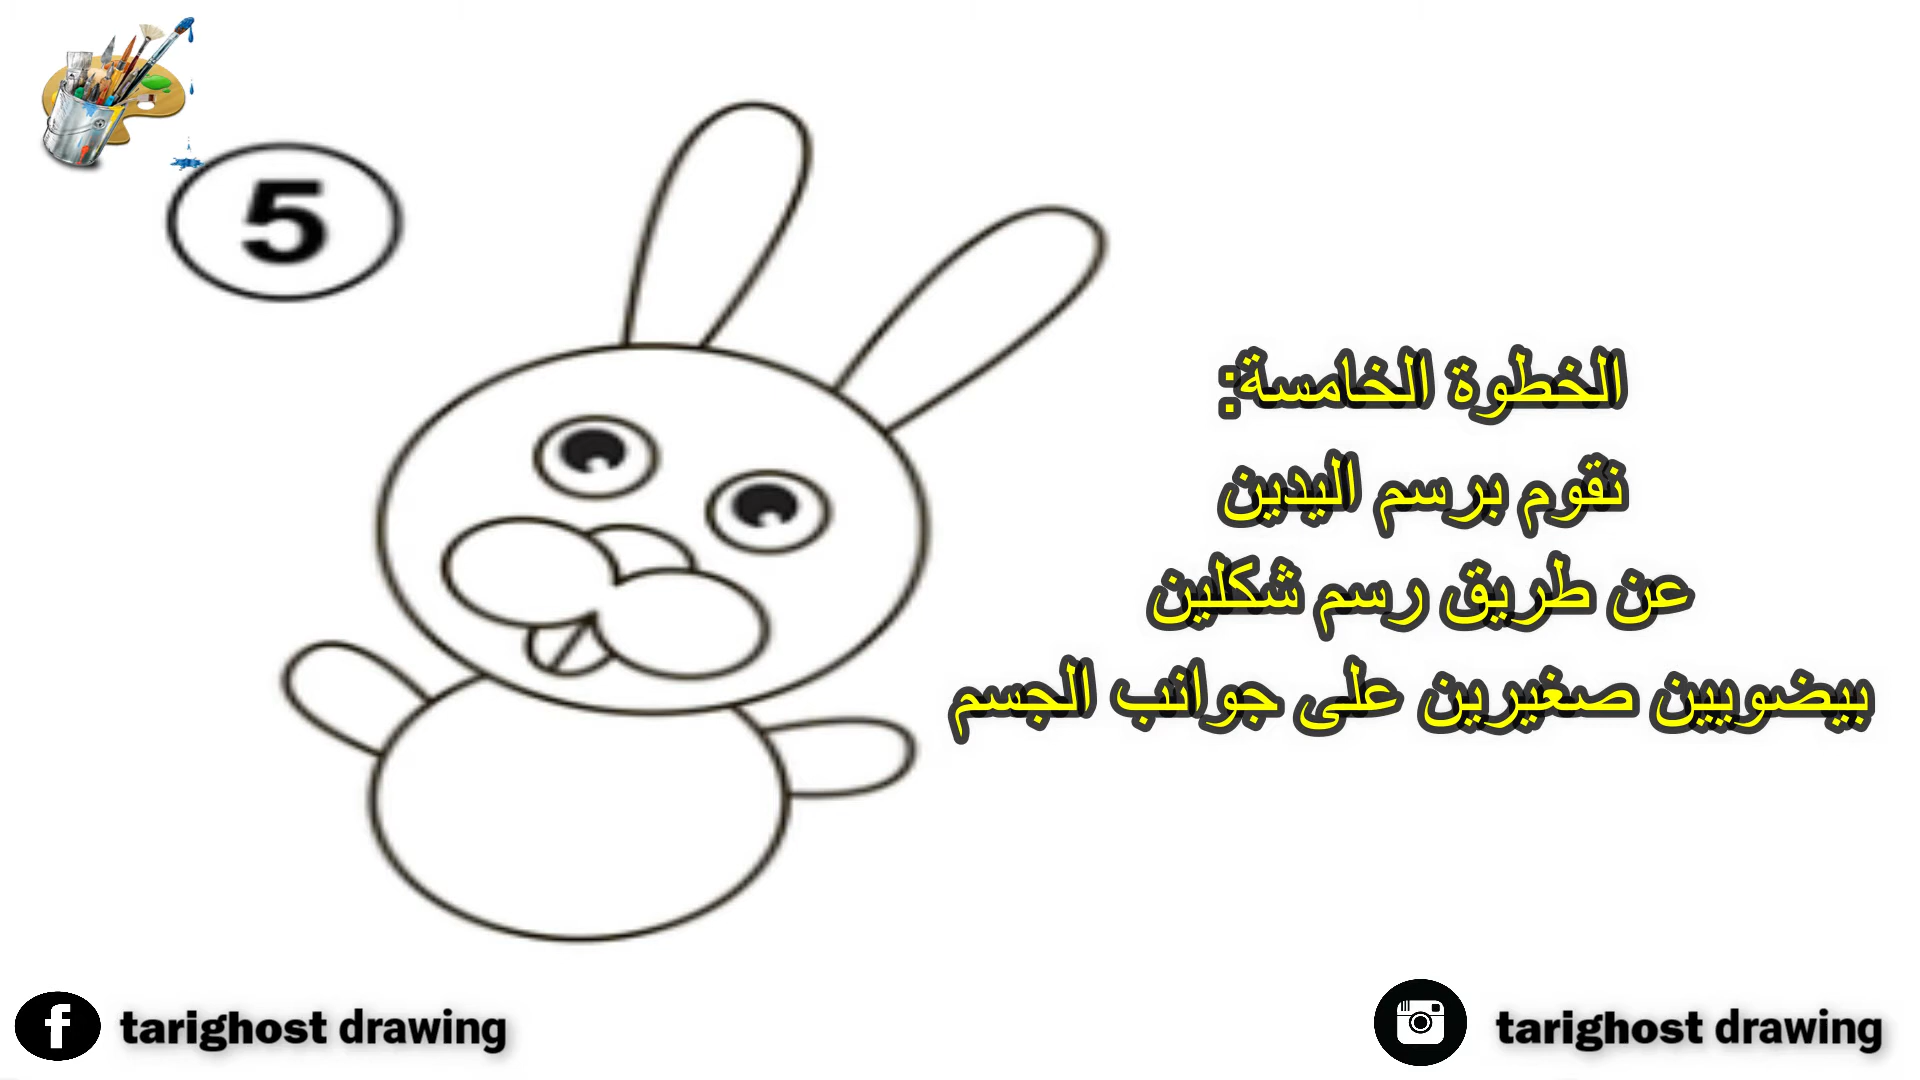 5
الخطوة الخامسة:
نقوم برسم اليدين
عن طريق رسم شكلين
بيضويين صغيرين على جوانب الجسم
tarighost drawing
tarighost drawing